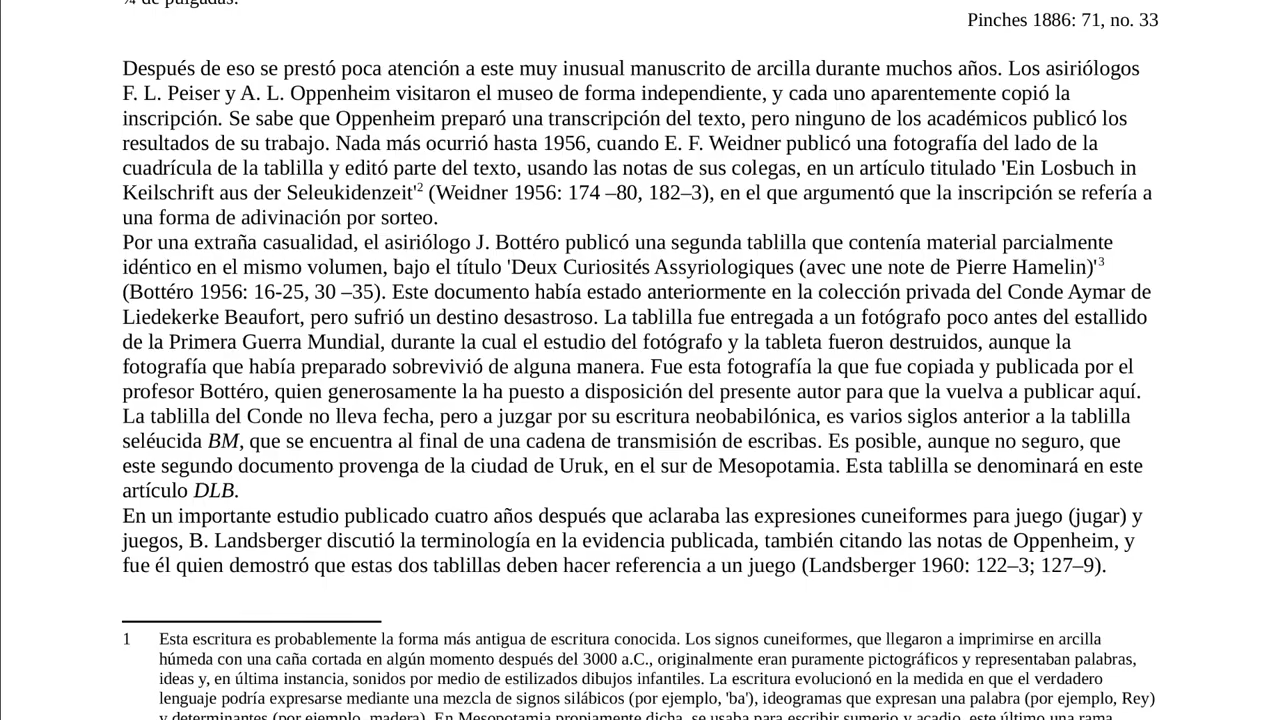 ¾ de pulgadas.
Pinches 1886: 71, no. 33
Después de eso se prestó poca atención a este muy inusual manuscrito de arcilla durante muchos años. Los asiriólogos
F. L. Peiser y A. L. Oppenheim visitaron el museo de forma independiente, y cada uno aparentemente copió la
inscripción. Se sabe que Oppenheim preparó una transcripción del texto, pero ninguno de los académicos publicó los
resultados de su trabajo. Nada más ocurrió hasta 1956, cuando E. F. Weidner publicó una fotografía del lado de la
cuadrícula de la tablilla y editó parte del texto, usando las notas de sus colegas, en un artículo titulado 'Ein Losbuch in
Keilschrift aus der Seleukidenzeit'2 (Weidner 1956: 174 –80, 182–3), en el que argumentó que la inscripción se refería a
una forma de adivinación por sorteo.
Por una extraña casualidad, el asiriólogo J. Bottéro publicó una segunda tablilla que contenía material parcialmente
idéntico en el mismo volumen, bajo el título 'Deux Curiosités Assyriologiques (avec une note de Pierre Hamelin)'3
(Bottéro 1956: 16-25, 30 –35). Este documento había estado anteriormente en la colección privada del Conde Aymar de
Liedekerke Beaufort, pero sufrió un destino desastroso. La tablilla fue entregada a un fotógrafo poco antes del estallido
de la Primera Guerra Mundial, durante la cual el estudio del fotógrafo y la tableta fueron destruidos, aunque la
fotografía que había preparado sobrevivió de alguna manera. Fue esta fotografía la que fue copiada y publicada por el
profesor Bottéro, quien generosamente la ha puesto a disposición del presente autor para que la vuelva a publicar aquí.
La tablilla del Conde no lleva fecha, pero a juzgar por su escritura neobabilónica, es varios siglos anterior a la tablilla
seléucida BM, que se encuentra al final de una cadena de transmisión de escribas. Es posible, aunque no seguro, que
este segundo documento provenga de la ciudad de Uruk, en el sur de Mesopotamia. Esta tablilla se denominará en este
artículo DLB.
En un importante estudio publicado cuatro años después que aclaraba las expresiones cuneiformes para juego (jugar) y
juegos, B. Landsberger discutió la terminología en la evidencia publicada, también citando las notas de Oppenheim, y
fue él quien demostró que estas dos tablillas deben hacer referencia a un juego (Landsberger 1960: 122–3; 127–9).
1 Esta escritura es probablemente la forma más antigua de escritura conocida. Los signos cuneiformes, que llegaron a imprimirse en arcilla
húmeda con una caña cortada en algún momento después del 3000 a.C., originalmente eran puramente pictográficos y representaban palabras,
ideas y, en última instancia, sonidos por medio de estilizados dibujos infantiles. La escritura evolucionó en la medida en que el verdadero
lenguaje podría expresarse mediante una mezcla de signos silábicos (por ejemplo, 'ba'), ideogramas que expresan una palabra (por ejemplo, Rey)
y determinantes (por ejemplo, madera). En Mesopotamia propiamente dicha, se usaba para escribir sumerio y acadio, este último una rama